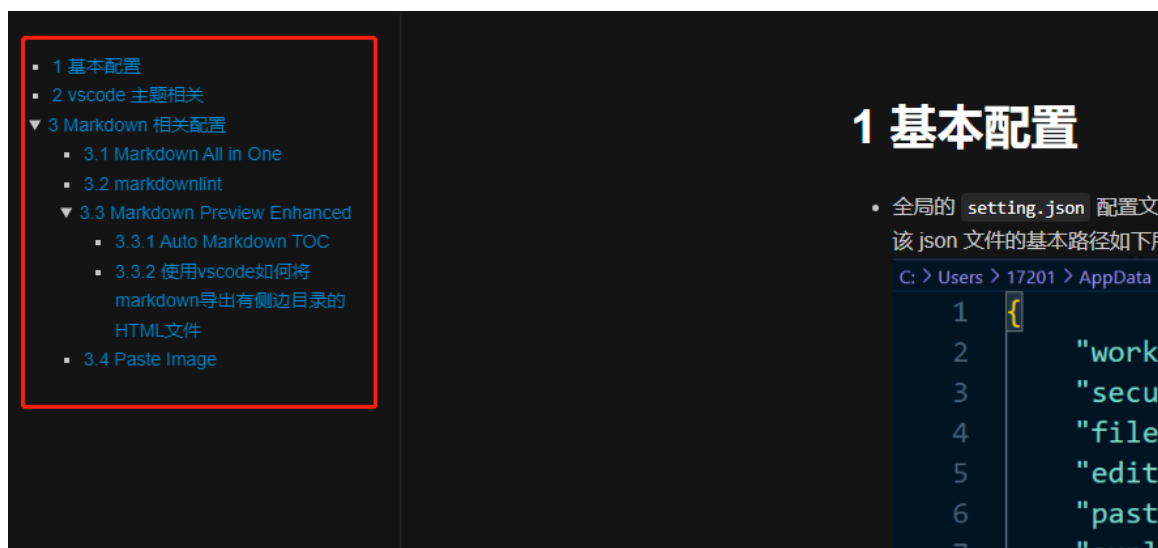 1 基本配置
2 vscode 主题相关
3 Markdown 相关配置
3.1 Markdown All in One
3.2 markdownlint
3.3 Markdown Preview Enhanced
3.3.1 Auto Markdown TOC
3.3.2 使用vscode如何将
markdown导出有侧边目录的
HTML文件
3.4 Paste Image
1 基本配置
全局的 setting.json 配置文
该 json 文件的基本路径如下
C: > Users > 17201 > AppData
1 {
2 "work
3 "secu
4 "file
5 "edit
6 "past